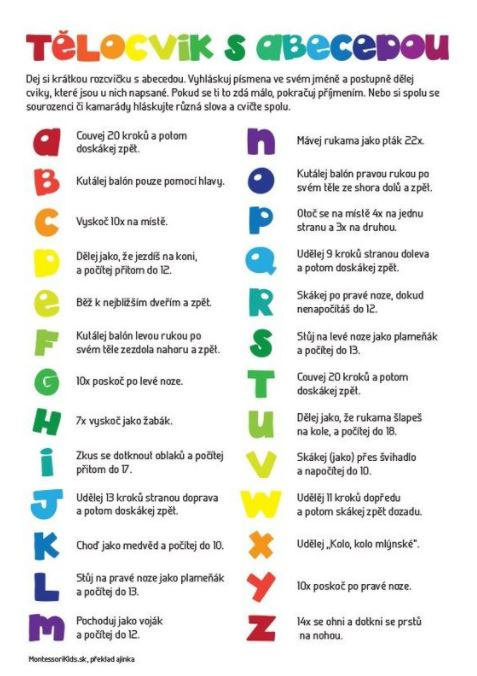 TĚLOCVIK S ABECEDOU
Dej si krátkou rozcvičku s abecedou. Vyhláskuj písmena ve svém jméně a postupně dělej
cviky, které jsou u nich napsané. Pokud se ti to zdá málo, pokračuj příjmením. Nebo si spolu se
sourozenci či kamarády hláskujte různá slova a cvičte spolu.
a
Couvej 20 kroků a potom
doskákej zpět.
B
Kutálej balón pouze pomocí hlavy.
C
Vyskoč 10x na místě.
D
Dělej jako, že jezdíš na koni,
a počítej přitom do 12.
e
Běž k nejbližším dveřím a zpět.
F
Kutálej balón levou rukou po
svém těle zezdola nahoru a zpět.
G
10x poskoč po levé noze.
H
7x vyskoč jako žabák.
i
Zkus se dotknout oblaků a počítej
přitom do 17.
J
Udělej 13 kroků stranou doprava
a potom doskákej zpět.
K
Choď jako medvěd a počítej do 10.
L
Stůj na pravé noze jako plameňák
a počítej do 13.
m
Pochoduj jako voják
a počítej do 12.
n
Mávej rukama jako pták 22x.
O
Kutálej balón pravou rukou po
svém těle ze shora dolů a zpět.
P
Otoč se na místě 4x na jednu
stranu a 3x na druhou.
Q
Udělej 9 kroků stranou doleva
a potom doskákej zpět.
R
Skákej po pravé noze, dokud
nenapočítáš do 12.
S
Stůj na levé noze jako plameňák
a počítej do 13.
T
Couvej 20 kroků a potom
doskákej zpět.
u
Dělej jako, že rukama šlapeš
na kole, a počítej do 18.
V
Skákej (jako) přes švihadlo
a napočítej do 10.
W
Uděléj 11 kroků dopředu
a potom skákej zpět dozadu.
X
Udělej „Kolo, kolo mlýnské“.
y
10x poskoč po pravé noze.
Z
14x se ohni a dotkni se prstů
na nohou.
MontessoriKids.sk, překlad ajinka